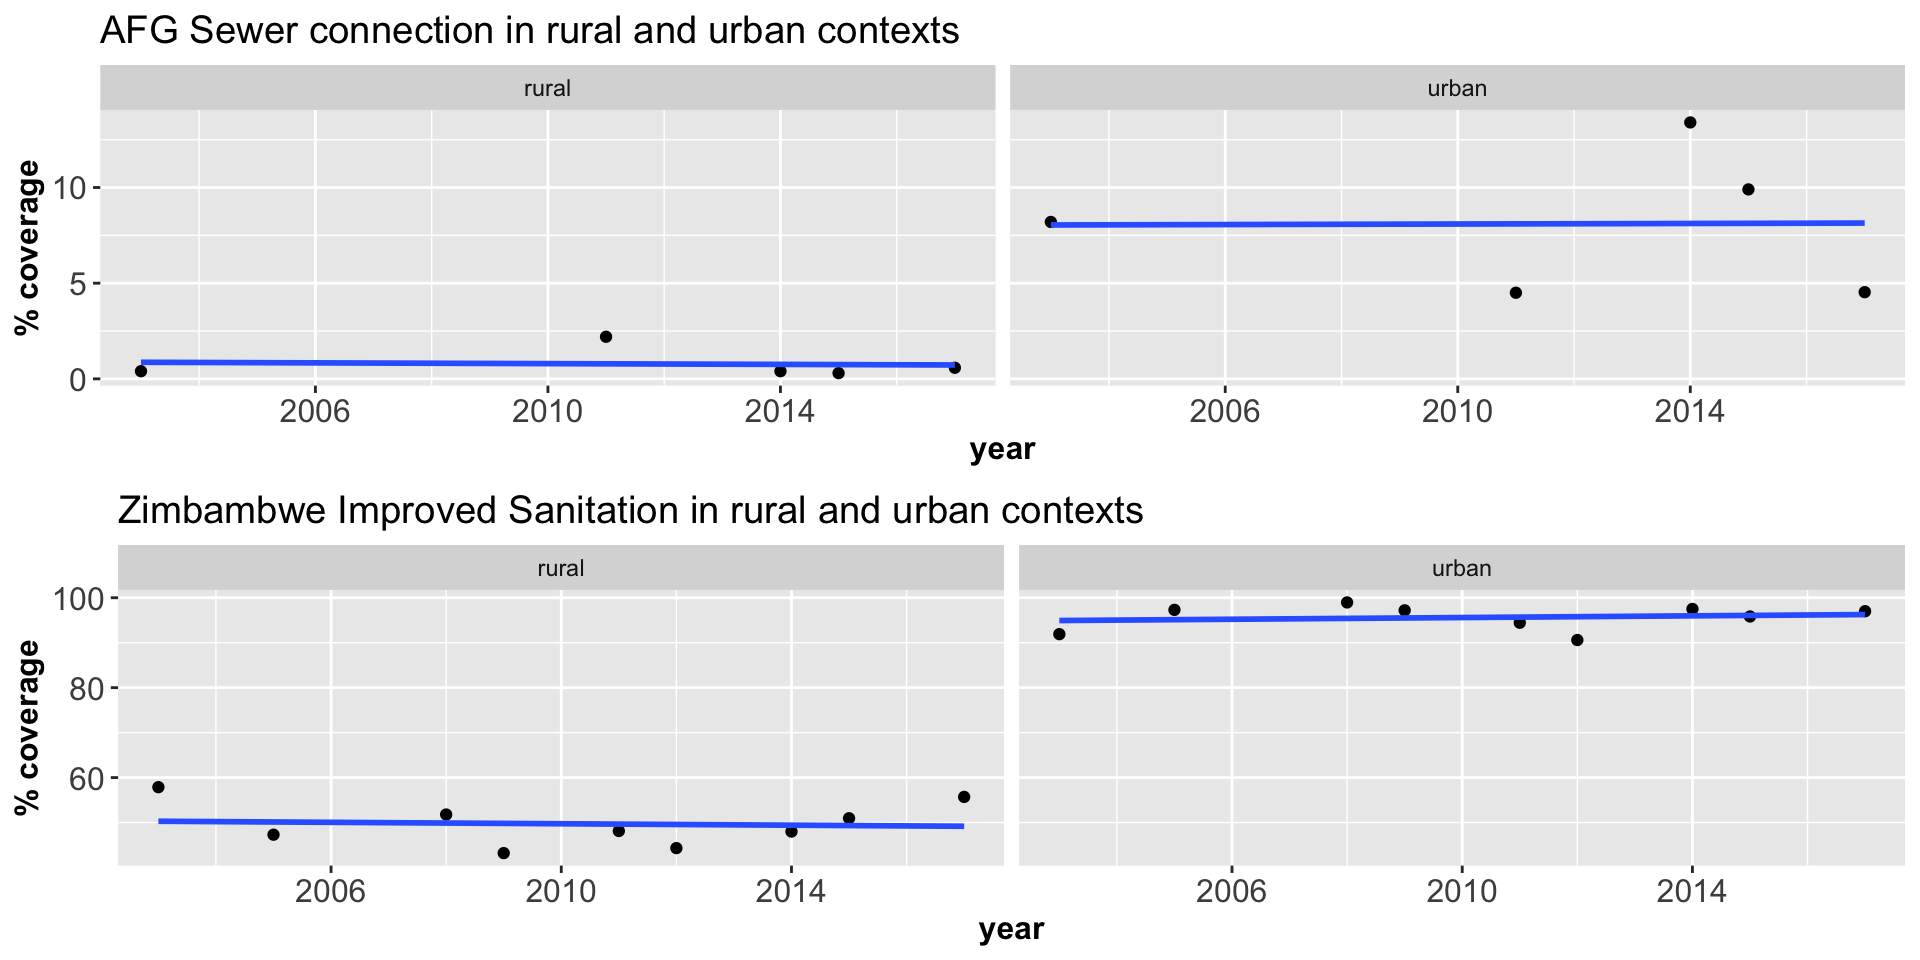 AFG Sewer connection in rural and urban contexts
rural urban
% coverage
10
5
0
2006 2010 2014 2006 2010 2014
year
Zimbambwe Improved Sanitation in rural and urban contexts
rural urban
% coverage
100
80
60
2006 2010 2014 2006 2010 2014
year